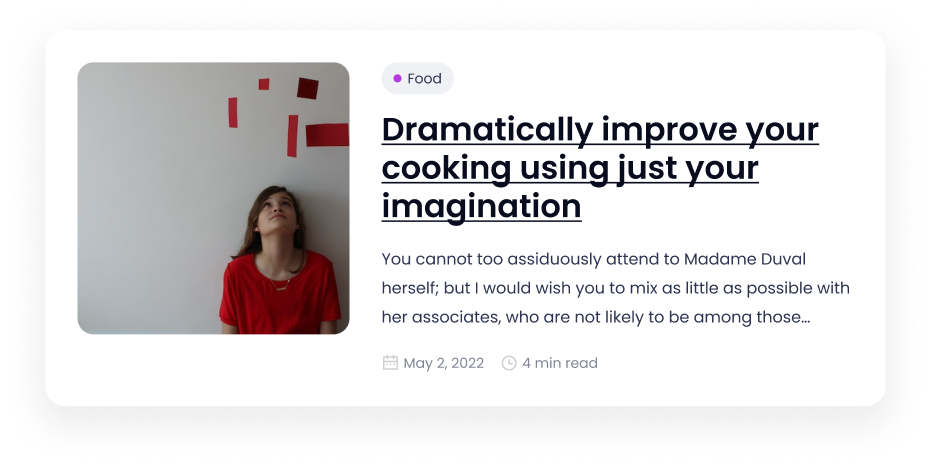 Food
Dramatically improve your
cooking using just your
imagination
You cannot too assiduously attend to Madame Duval
herself; but I would wish you to mix as little as possible with
her associates, who are not likely to be among those...
May 2, 2022 4 min read